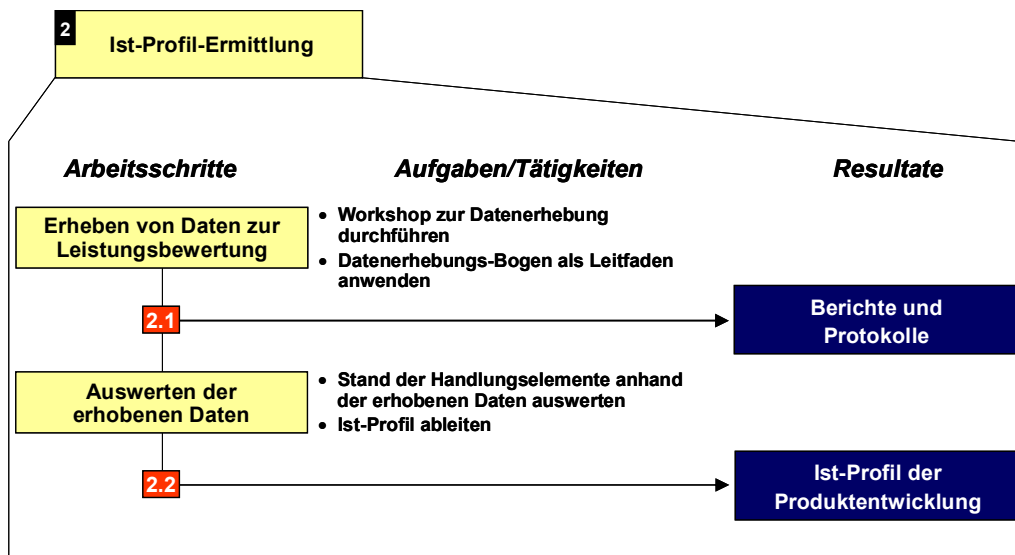 2
Ist-Profil-Ermittlung
Arbeitsschritte
Aufgaben/Tätigkeiten
Resultate
Erheben von Daten zur
Leistungsbewertung
• Workshop zur Datenerhebung
durchführen
• Datenerhebungs-Bogen als Leitfaden
anwenden
2.1
Berichte und
Protokolle
Auswerten der
erhobenen Daten
• Stand der Handlungselemente anhand
der erhobenen Daten auswerten
• Ist-Profil ableiten
2.2
Ist-Profil der
Produktentwicklung